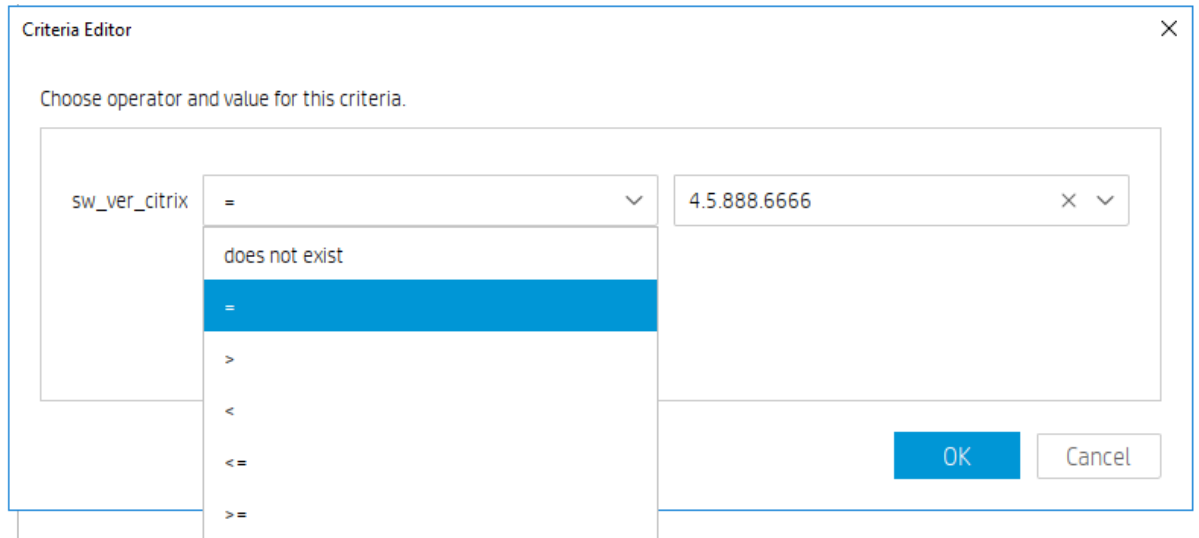 Criteria Editor
Choose operator and value for this criteria.
sw_ver_citrix = 4.5.888.6666
does not exist
=
>
<
<=
>=
OK Cancel